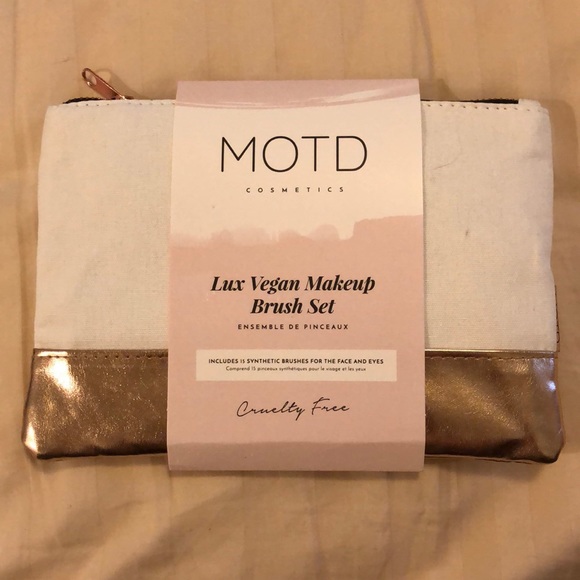 MOTD
COSMETICS
Lux Vegan Makeup
Brush Set
ENSEMBLE DE PINCEAUX
INCLUDES 15 SYNTHETIC BRUSHES FOR THE FACE AND EYES
Comprend 15 pinceaux synthétiques pour le visage et les yeux
Cruelty Free